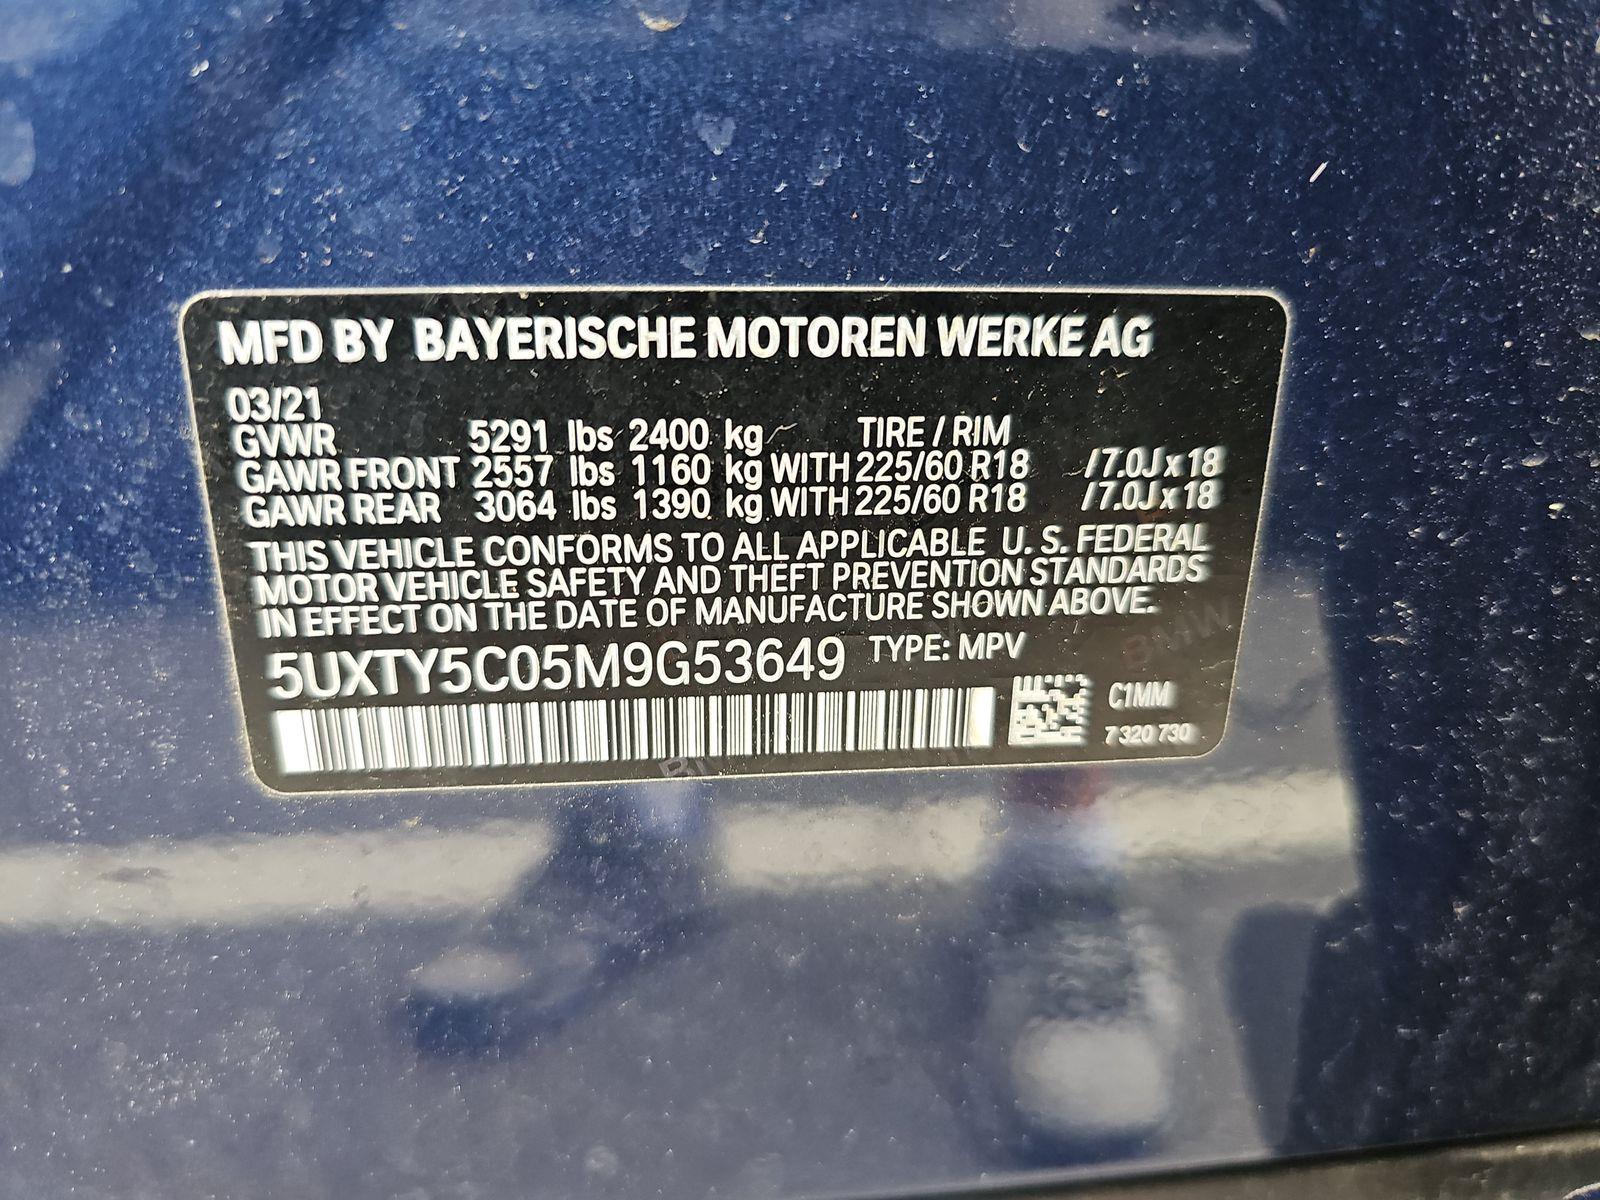 MFD BY BAYERISCHE MOTOREN WERKE AG
03/21
GVWR 5291 lbs 2400 kg TIRE / RIM
GAWR FRONT 2557 lbs 1160 kg WITH 225/60 R18 /7.0J x 18
GAWR REAR 3064 lbs 1390 kg WITH 225/60 R18 /7.0J x 18
THIS VEHICLE CONFORMS TO ALL APPLICABLE U. S. FEDERAL
MOTOR VEHICLE SAFETY AND THEFT PREVENTION STANDARDS
IN EFFECT ON THE DATE OF MANUFACTURE SHOWN ABOVE.
BMW
5UXTY5C05M9G53649 TYPE: MPV
C1MM
7 320 730
BMW